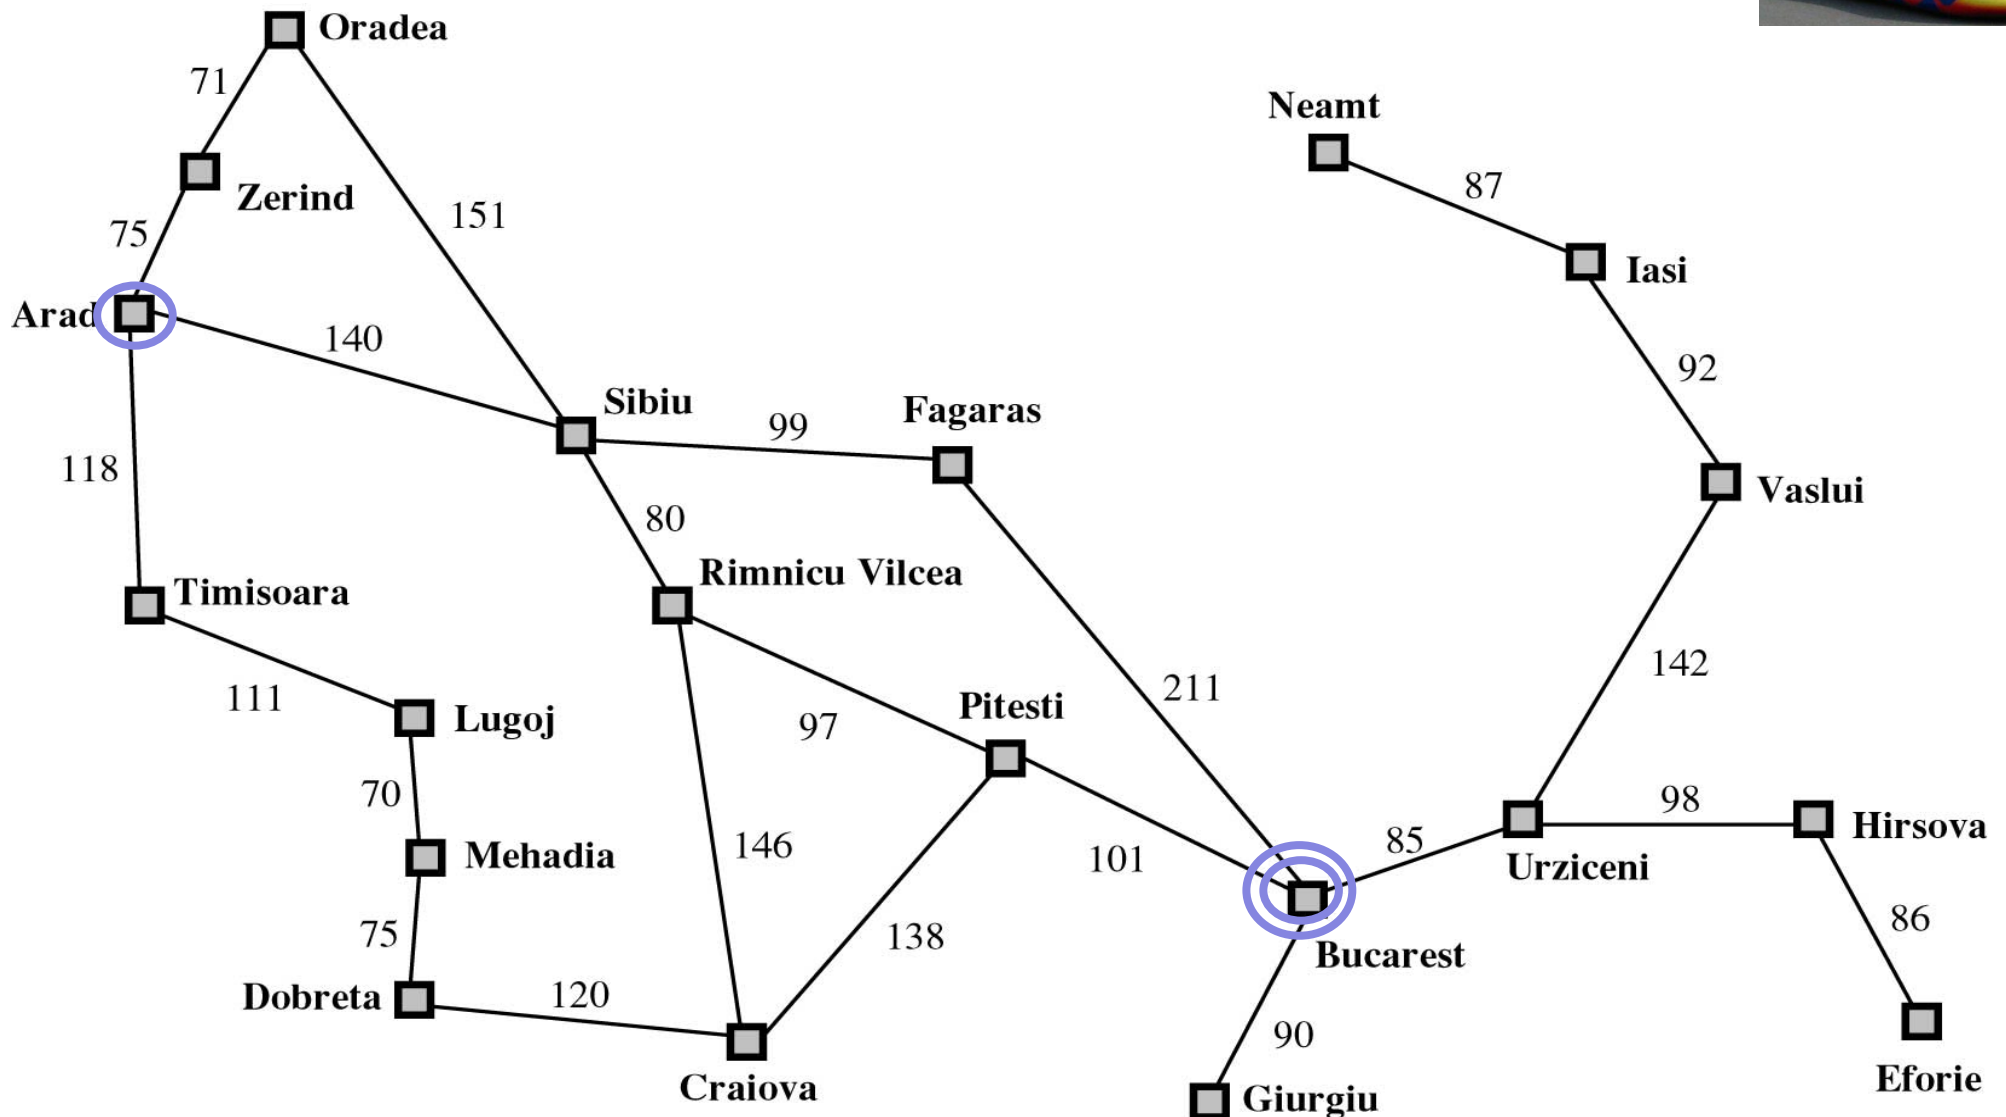 Oradea
71
Neamt
87
Zerind
151
75
Iasi
Arad
140
92
Sibiu
99
Fagaras
118
Vaslui
80
Rimnicu Vilcea
Timisoara
142
211
111
Lugoj
97
Pitesti
70
98
146
85
Hirsova
Mehadia
101
Urziceni
86
75
138
Bucarest
Dobreta
120
90
Eforie
Craiova
Giurgiu